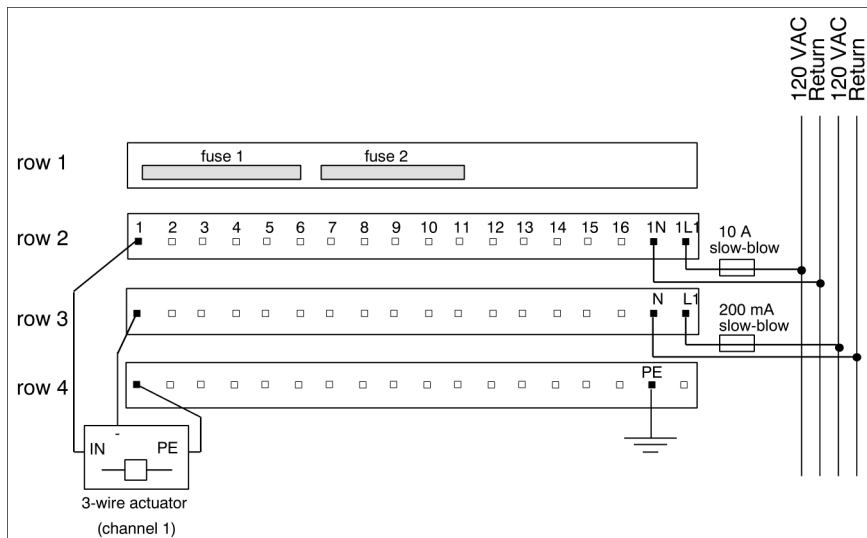 120 VAC
Return
120 VAC
Return
row 1
fuse 1
fuse 2
row 2
1 2 3 4 5 6 7 8 9 10 11 12 13 14 15 16 1N 1L1
10 A
slow-blow
row 3
N L1
200 mA
slow-blow
row 4
PE
-
IN PE
3-wire actuator
(channel 1)